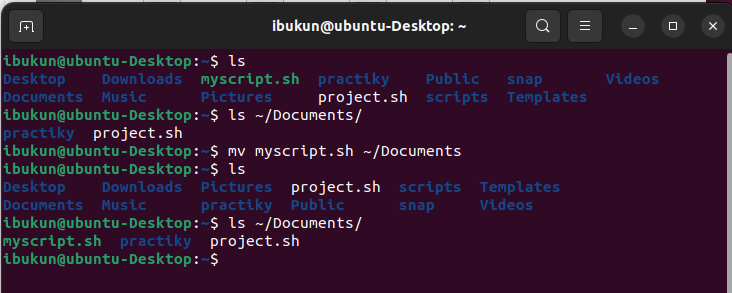 ibukun@ubuntu-Desktop: ~
ibukun@ubuntu-Desktop:~$ ls
Desktop    Downloads  myscript.sh  practiky    Public   snap       Videos
Documents  Music      Pictures     project.sh  scripts  Templates
ibukun@ubuntu-Desktop:~$ ls ~/Documents/
practiky  project.sh
ibukun@ubuntu-Desktop:~$ mv myscript.sh ~/Documents
ibukun@ubuntu-Desktop:~$ ls
Desktop    Downloads  Pictures  project.sh  scripts  Templates
Documents  Music      practiky  Public      snap     Videos
ibukun@ubuntu-Desktop:~$ ls ~/Documents/
myscript.sh  practiky  project.sh
ibukun@ubuntu-Desktop:~$